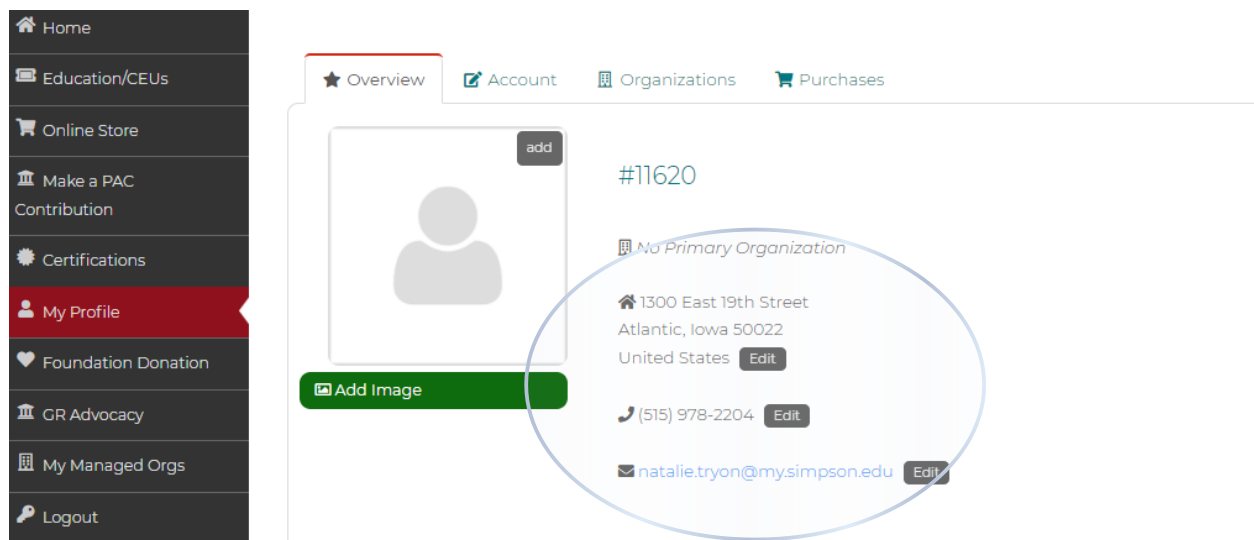 Home
Education/CEUs
Online Store
Make a PAC
Contribution
Certifications
My Profile
Foundation Donation
GR Advocacy
My Managed Orgs
Logout
Overview Account Organizations Purchases
add
Add Image
#11620
No Primary Organization
1300 East 19th Street
Atlantic, Iowa 50022
United States Edit
(515) 978-2204 Edit
natalie.tryon@my.simpson.edu Edit